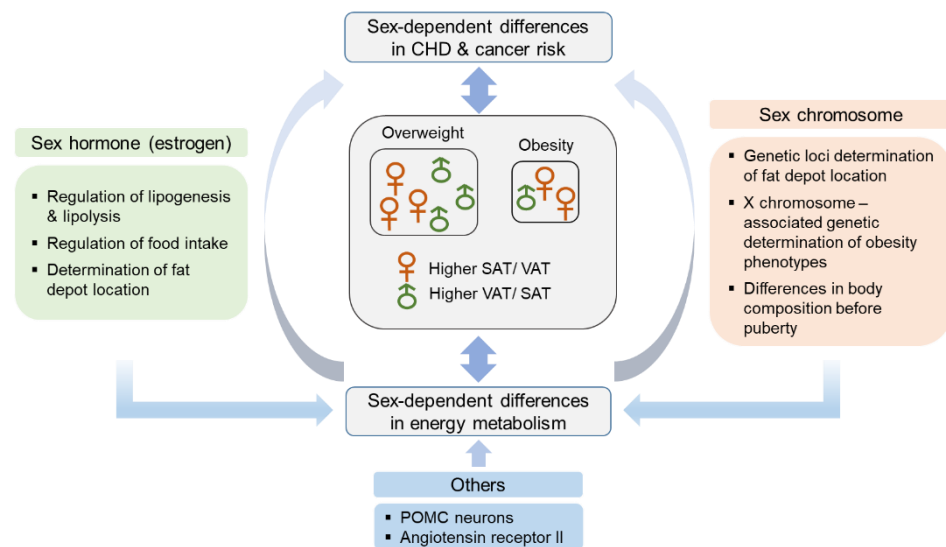 Sex-dependent differences
in CHD & cancer risk
Sex hormone (estrogen)
▪ Regulation of lipogenesis
& lipolysis
▪ Regulation of food intake
▪ Determination of fat
depot location
Overweight
Obesity
Higher SAT/ VAT
Higher VAT/ SAT
Sex chromosome
▪ Genetic loci determination
of fat depot location
▪ X chromosome –
associated genetic
determination of obesity
phenotypes
▪ Differences in body
composition before
puberty
Sex-dependent differences
in energy metabolism
Others
▪ POMC neurons
▪ Angiotensin receptor II